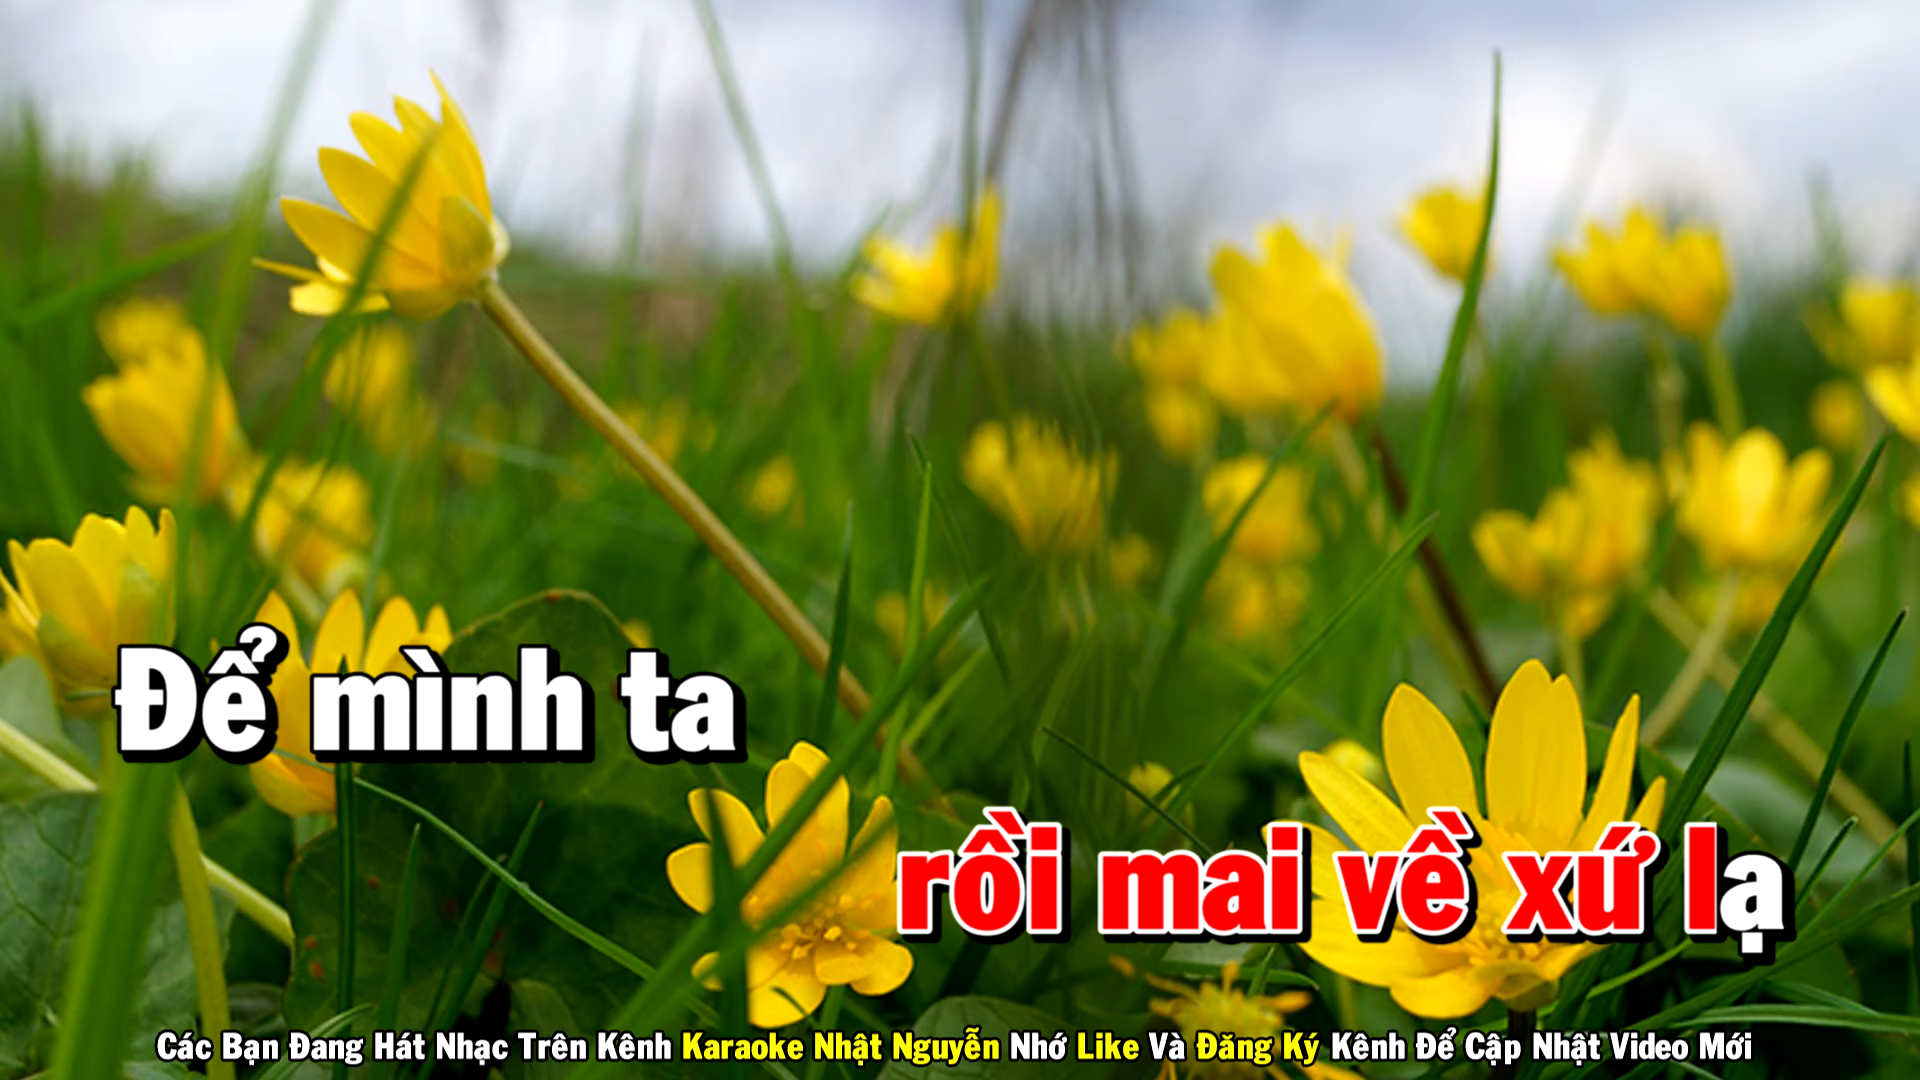 Để mình ta
rồi mai về xứ lạ
Các Bạn Đang Hát Nhạc Trên Kênh Karaoke Nhật Nguyễn Nhớ Like Và Đăng Ký Kênh Để Cập Nhật Video Mới